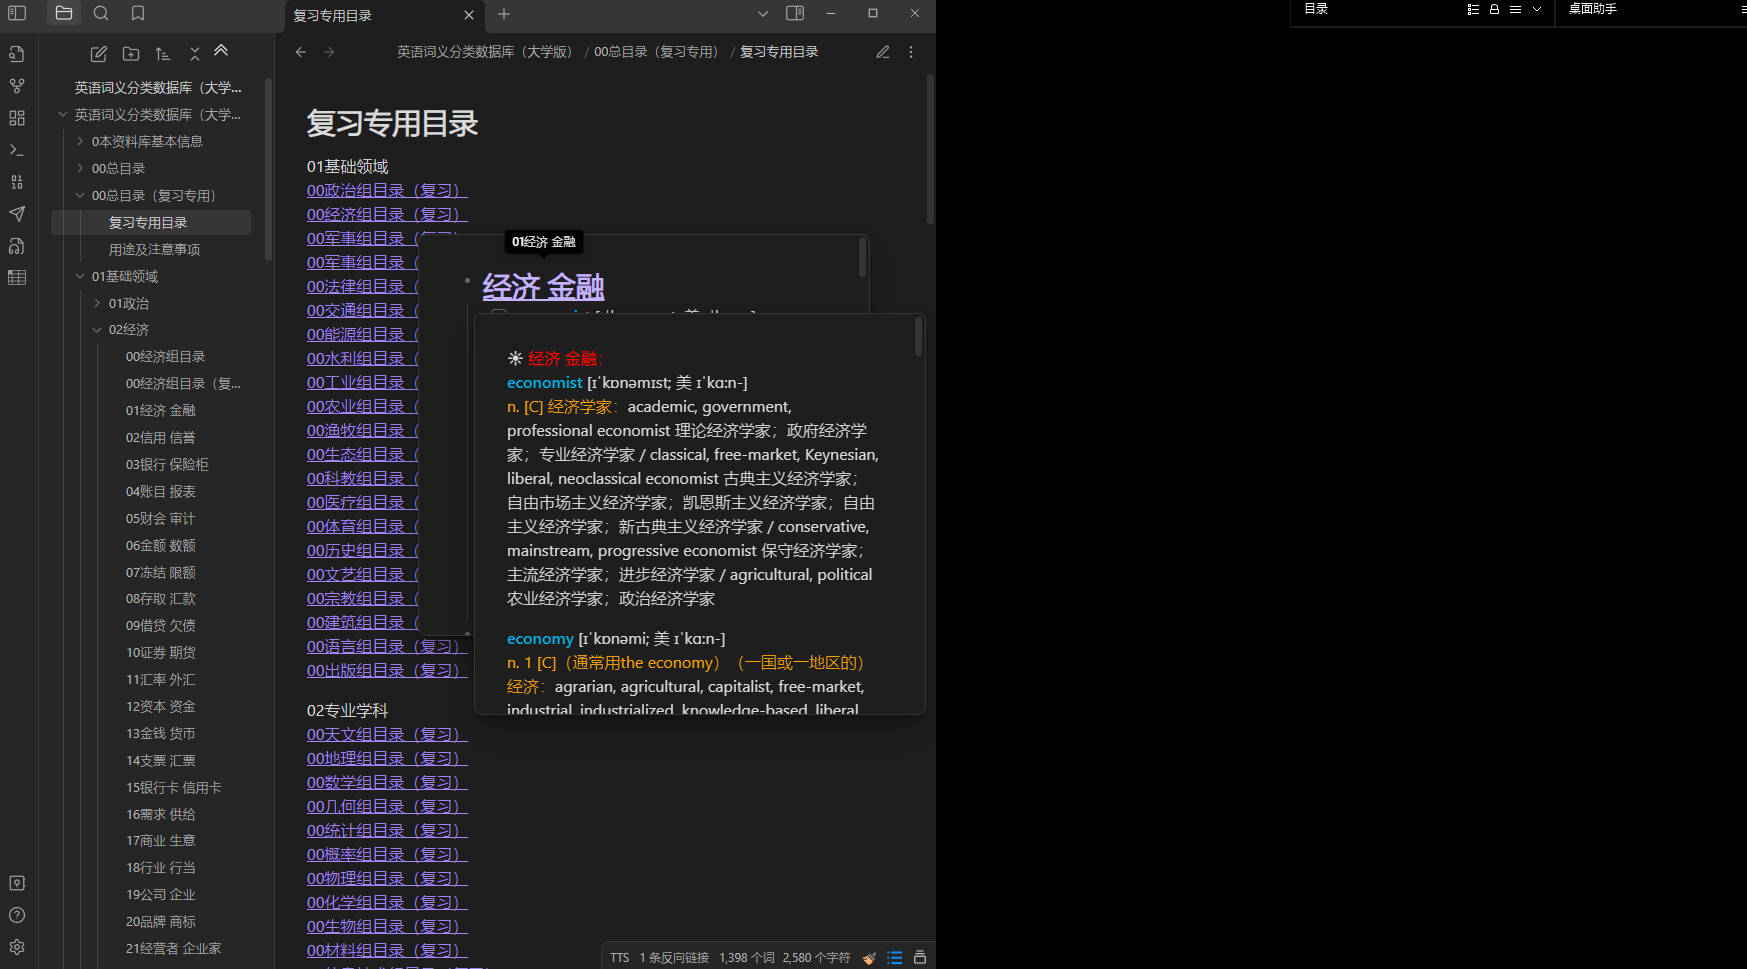 复习专用目录
目录
桌面助手
英语词义分类数据库（大学版） / 00总目录（复习专用） / 复习专用目录
英语词义分类数据库（大学...
英语词义分类数据库（大学...
0本资料库基本信息
00总目录
00总目录（复习专用）
复习专用目录
用途及注意事项
01基础领域
01政治
02经济
00经济组目录
00经济组目录（复...
01经济 金融
02信用 信誉
03银行 保险柜
04账目 报表
05财会 审计
06金额 数额
07冻结 限额
08存取 汇款
09借贷 欠债
10证券 期货
11汇率 外汇
12资本 资金
13金钱 货币
14支票 汇票
15银行卡 信用卡
16需求 供给
17商业 生意
18行业 行当
19公司 企业
20品牌 商标
21经营者 企业家
复习专用目录
01基础领域
00政治组目录（复习）
00经济组目录（复习）
00军事组目录（
00军事组目录（
00法律组目录（
00交通组目录（
00能源组目录（
00水利组目录（
00工业组目录（
00农业组目录（
00渔牧组目录（
00生态组目录（
00科教组目录（
00医疗组目录（
00体育组目录（
00历史组目录（
00文艺组目录（
00宗教组目录（
00建筑组目录（
00语言组目录（复习）
00出版组目录（复习）
02专业学科
00天文组目录（复习）
00地理组目录（复习）
00数学组目录（复习）
00几何组目录（复习）
00统计组目录（复习）
00概率组目录（复习）
00物理组目录（复习）
00化学组目录（复习）
00生物组目录（复习）
00材料组目录（复习）
01经济 金融
经济 金融
经济 金融：
economist [ɪˈkɒnəmɪst; 美 ɪˈkɑːn-]
n. [C] 经济学家：academic, government,
professional economist 理论经济学家；政府经济学
家；专业经济学家 / classical, free-market, Keynesian,
liberal, neoclassical economist 古典主义经济学家；
自由市场主义经济学家；凯恩斯主义经济学家；自由
主义经济学家；新古典主义经济学家 / conservative,
mainstream, progressive economist 保守经济学家；
主流经济学家；进步经济学家 / agricultural, political
农业经济学家；政治经济学家
economy [ɪˈkɒnəmi; 美 ɪˈkɑːn-]
n. 1 [C]（通常用the economy）（一国或一地区的）
经济：agrarian, agricultural, capitalist, free-market,
industrial, industrialized, knowledge-based, liberal
TTS 1 条反向链接 1,398 个词 2,580 个字符